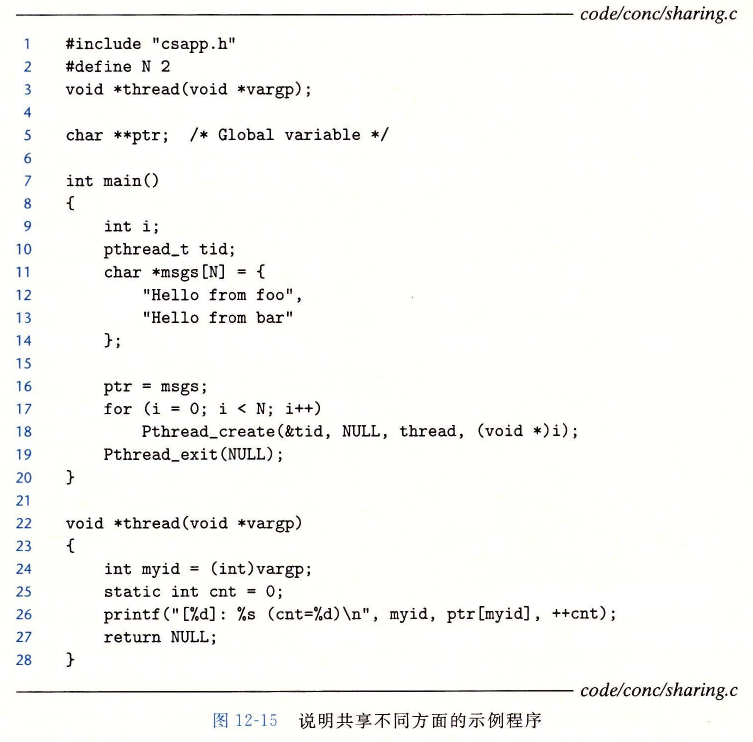 code/conc/sharing.c
1 #include "csapp.h"
2 #define N 2
3 void *thread(void *vargp);
4
5 char **ptr;  /* Global variable */
6
7 int main()
8 {
9     int i;
10     pthread_t tid;
11     char *msgs[N] = {
12         "Hello from foo",
13         "Hello from bar"
14     };
15
16     ptr = msgs;
17     for (i = 0; i < N; i++)
18         Pthread_create(&tid, NULL, thread, (void *)i);
19     Pthread_exit(NULL);
20 }
21
22 void *thread(void *vargp)
23 {
24     int myid = (int)vargp;
25     static int cnt = 0;
26     printf("[%d]: %s (cnt=%d)\n", myid, ptr[myid], ++cnt);
27     return NULL;
28 }
code/conc/sharing.c
图 12-15 说明共享不同方面的示例程序